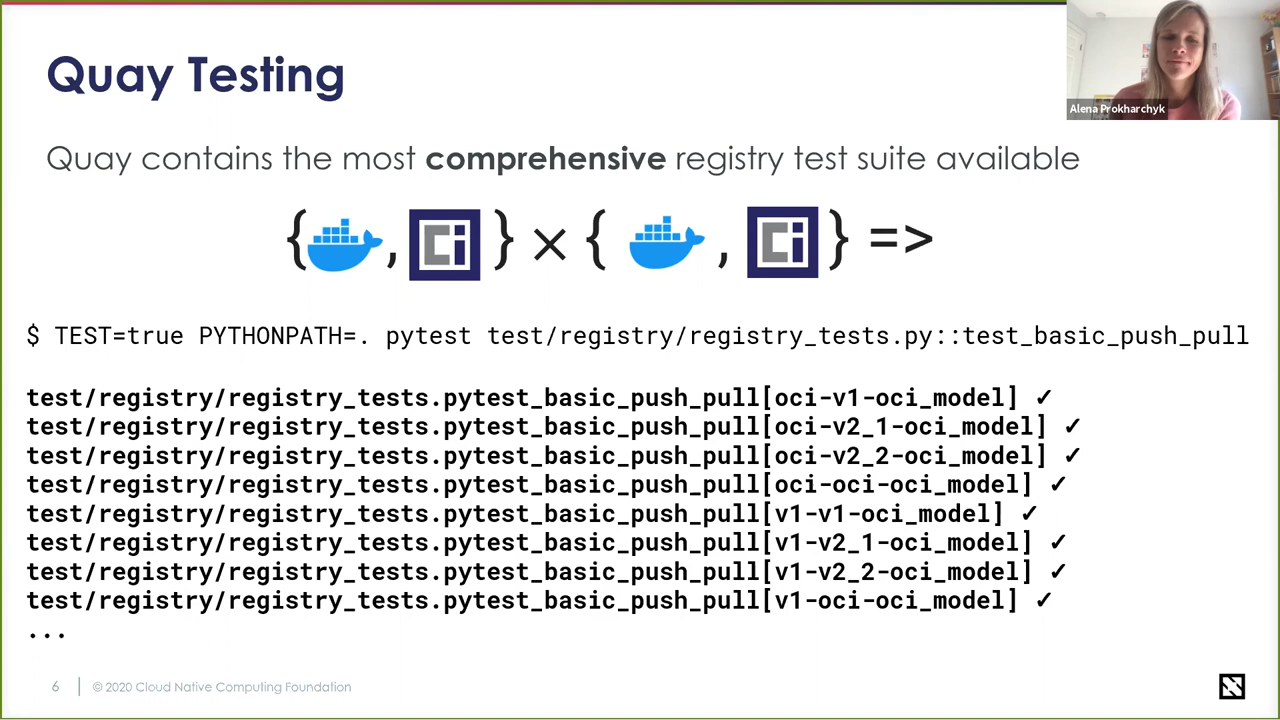 Quay Testing
Alena Prokharchyk
Quay contains the most comprehensive registry test suite available
{ , Ci } × { , Ci } =>
$ TEST=true PYTHONPATH=. pytest test/registry/registry_tests.py::test_basic_push_pull
test/registry/registry_tests.pytest_basic_push_pull[oci-v1-oci_model] ✓
test/registry/registry_tests.pytest_basic_push_pull[oci-v2_1-oci_model] ✓
test/registry/registry_tests.pytest_basic_push_pull[oci-v2_2-oci_model] ✓
test/registry/registry_tests.pytest_basic_push_pull[oci-oci-oci_model] ✓
test/registry/registry_tests.pytest_basic_push_pull[v1-v1-oci_model] ✓
test/registry/registry_tests.pytest_basic_push_pull[v1-v2_1-oci_model] ✓
test/registry/registry_tests.pytest_basic_push_pull[v1-v2_2-oci_model] ✓
test/registry/registry_tests.pytest_basic_push_pull[v1-oci-oci_model] ✓
...
6 | © 2020 Cloud Native Computing Foundation